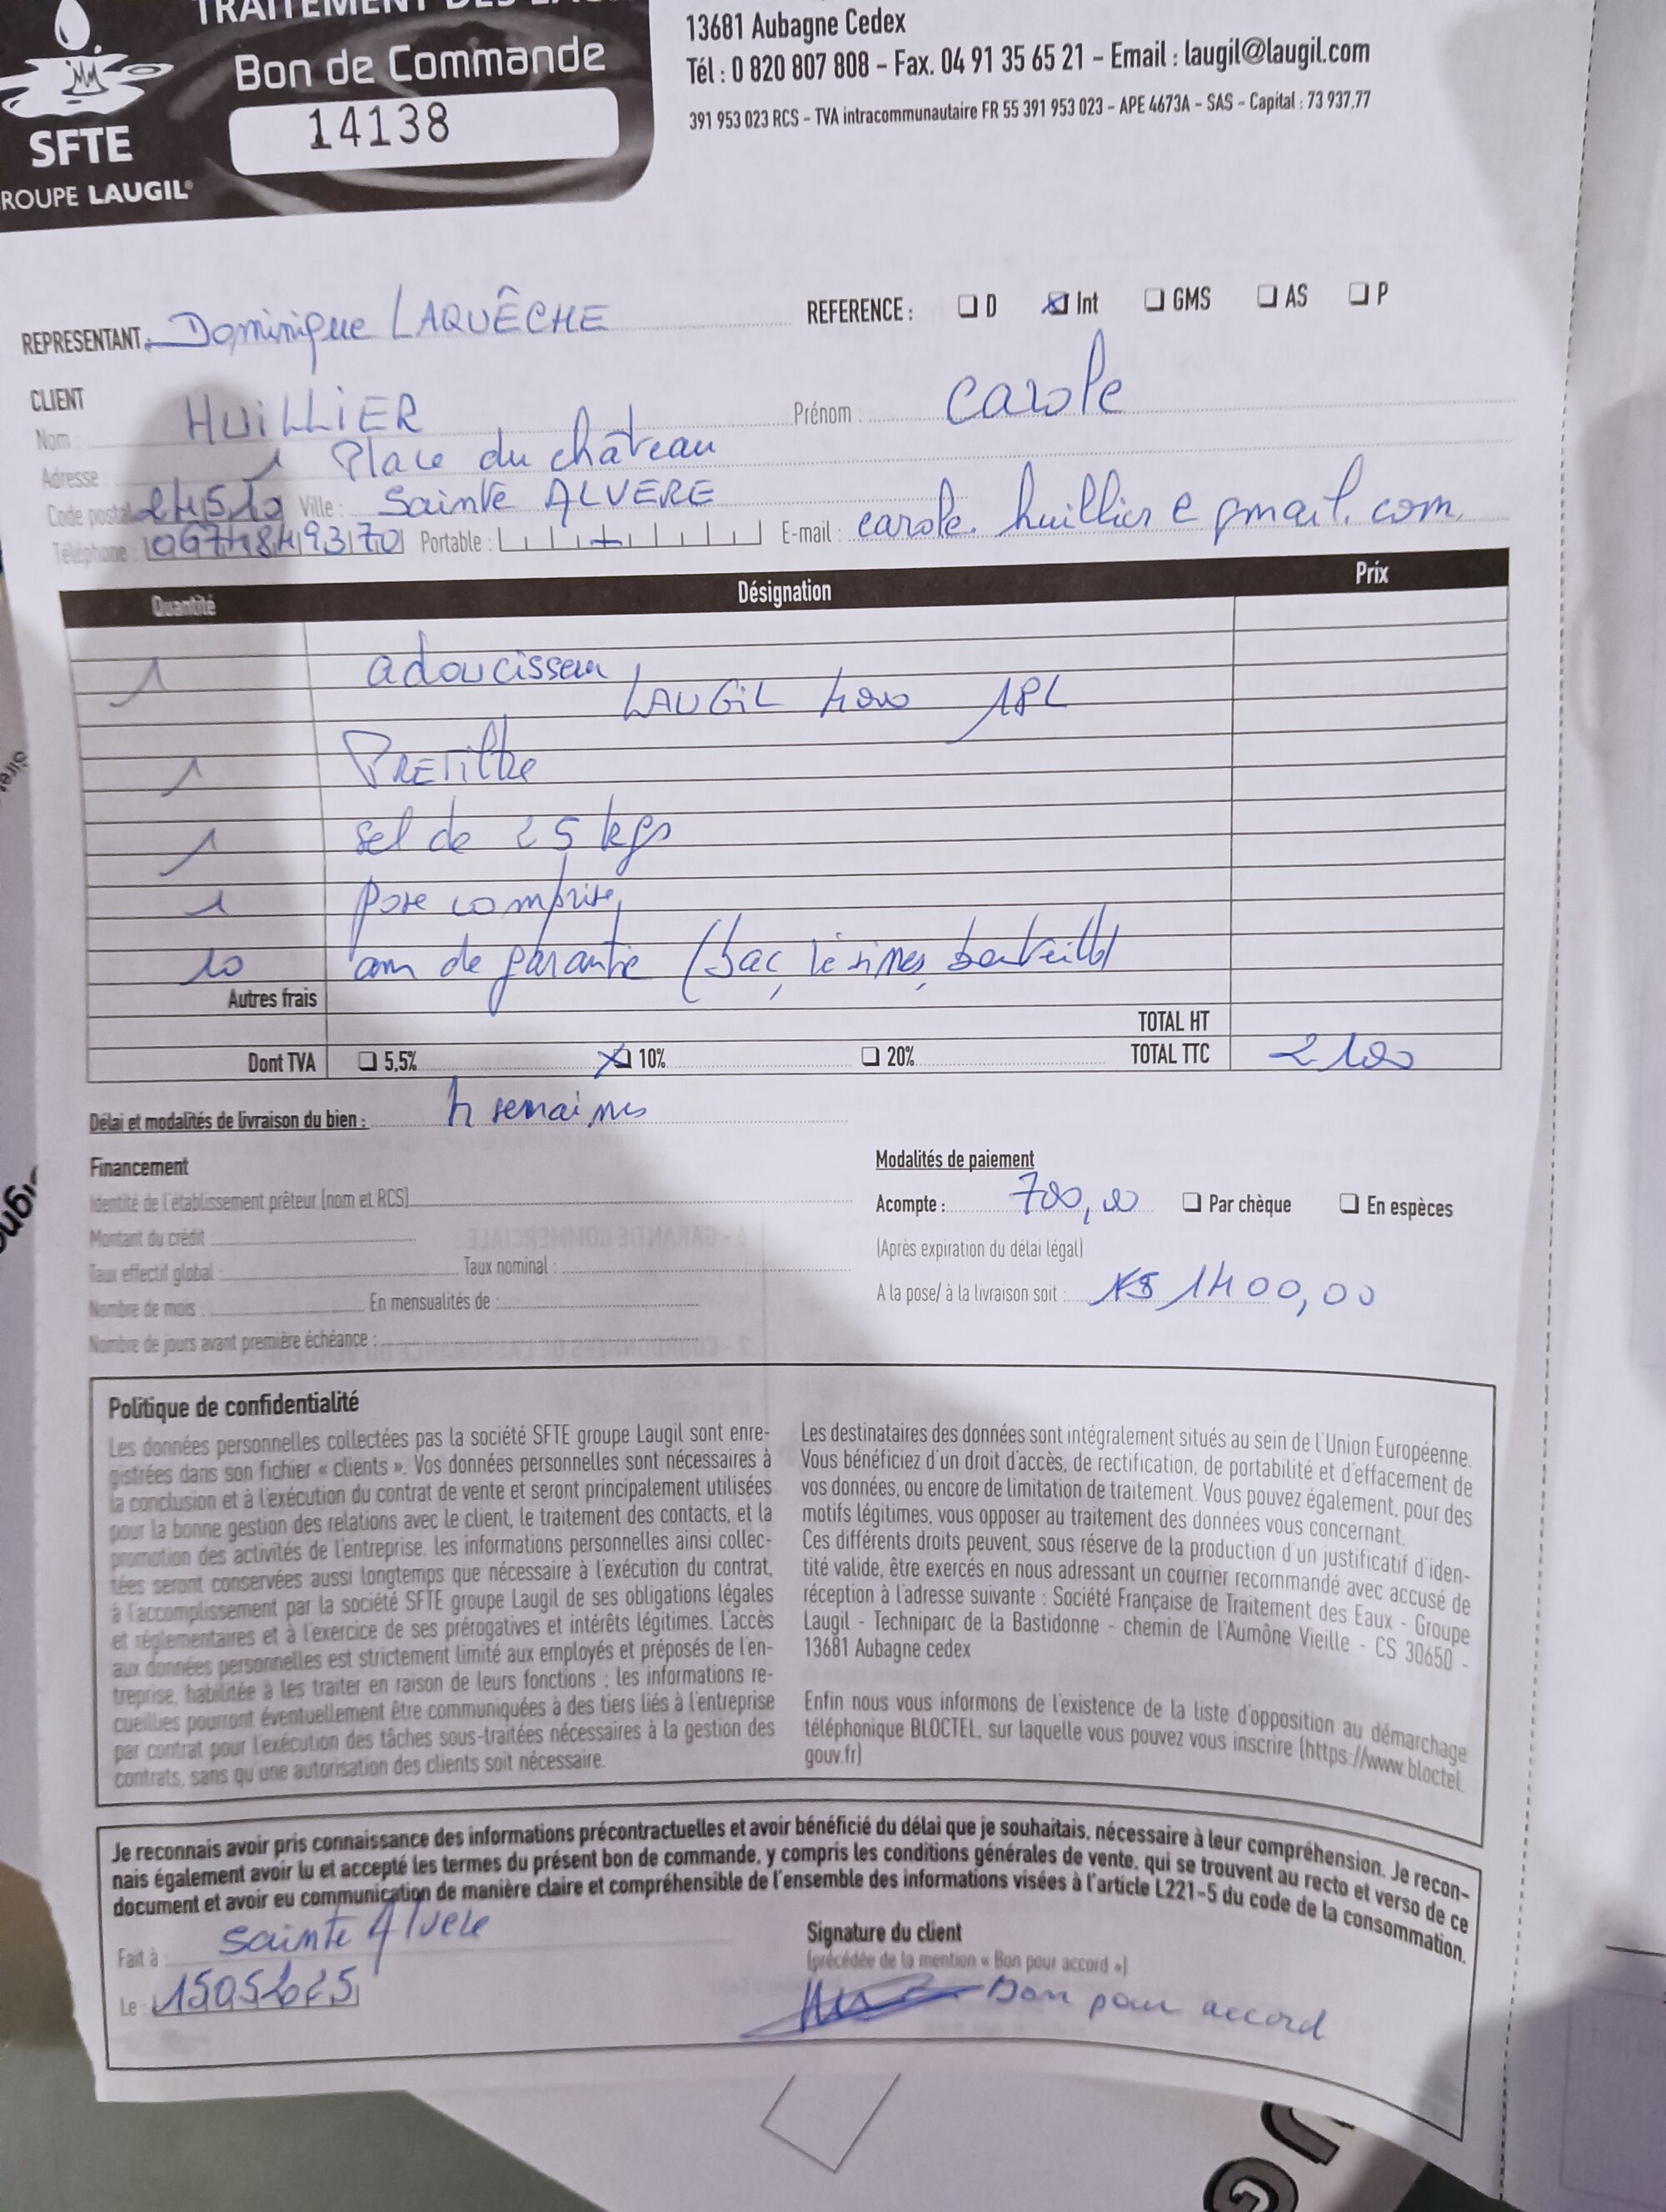 TRAITEMENT DES
Bon de Commande
14138
SFTE
ROUPE LAUGIL
13681 Aubagne Cedex
Tél : 0 820 807 808 – Fax. 04 91 35 65 21 – Email : laugil@laugil.com
391 953 023 RCS – TVA intracommunautaire FR 55 391 953 023 – APE 4673A – SAS – Capital : 73 937,77
REPRESENTANT : Dominique LAQUÊCHE
REFERENCE : D Int GMS AS P
CLIENT
Nom : HUILLIER Prénom : Carole
Adresse : 1 Place du château
Code postal 24510 Ville : Sainte ALVERE
Téléphone : 0674849370 Portable : E-mail : carole.huillier@gmail.com
Quantité Désignation Prix
1 adoucisseur
LAUGIL 18L
1 PREFiltre
1 sel de 25 kgs
1 pose comprise
10 ans de garantie (bac, résines, bouteille)
Autres frais
TOTAL HT
Dont TVA 5,5% 10% 20% TOTAL TTC 2100
Délai et modalités de livraison du bien : 4 semaines
Financement
Identité de l'établissement prêteur (nom et RCS)
Montant du crédit :
Taux effectif global : Taux nominal :
Nombre de mois : En mensualités de :
Nombre de jours avant première échéance :
Modalités de paiement
Acompte : 700,00 Par chèque En espèces
(Après expiration du délai légal)
A la pose/ à la livraison soit : 1400,00
Politique de confidentialité
Les données personnelles collectées pas la société SFTE groupe Laugil sont enre-
gistrées dans son fichier « clients ». Vos données personnelles sont nécessaires à
la conclusion et à l'exécution du contrat de vente et seront principalement utilisées
pour la bonne gestion des relations avec le client, le traitement des contacts, et la
promotion des activités de l'entreprise. les informations personnelles ainsi collec-
tées seront conservées aussi longtemps que nécessaire à l'exécution du contrat,
à l'accomplissement par la société SFTE groupe Laugil de ses obligations légales
et réglementaires et à l'exercice de ses prérogatives et intérêts légitimes. L'accès
aux données personnelles est strictement limité aux employés et préposés de l'en-
treprise, habilitée à les traiter en raison de leurs fonctions ; les informations re-
cueillies pourront éventuellement être communiquées à des tiers liés à l'entreprise
par contrat pour l'exécution des tâches sous-traitées nécessaires à la gestion des
contrats, sans qu'une autorisation des clients soit nécessaire.
Les destinataires des données sont intégralement situés au sein de l'Union Européenne.
Vous bénéficiez d'un droit d'accès, de rectification, de portabilité et d'effacement de
vos données, ou encore de limitation de traitement. Vous pouvez également, pour des
motifs légitimes, vous opposer au traitement des données vous concernant.
Ces différents droits peuvent, sous réserve de la production d'un justificatif d'iden-
tité valide, être exercés en nous adressant un courrier recommandé avec accusé de
réception à l'adresse suivante : Société Française de Traitement des Eaux - Groupe
Laugil - Techniparc de la Bastidonne - chemin de l'Aumône Vieille - CS 30650 -
13681 Aubagne cedex
Enfin nous vous informons de l'existence de la liste d'opposition au démarchage
téléphonique BLOCTEL, sur laquelle vous pouvez vous inscrire (https://www.bloctel.
gouv.fr)
Je reconnais avoir pris connaissance des informations précontractuelles et avoir bénéficié du délai que je souhaitais, nécessaire à leur compréhension. Je recon-
nais également avoir lu et accepté les termes du présent bon de commande, y compris les conditions générales de vente, qui se trouvent au recto et verso de ce
document et avoir eu communication de manière claire et compréhensible de l'ensemble des informations visées à l'article L221-5 du code de la consommation.
Fait à : Sainte Alvere
Le : 15052025
Signature du client
(précédée de la mention « Bon pour accord »)
Bon pour accord